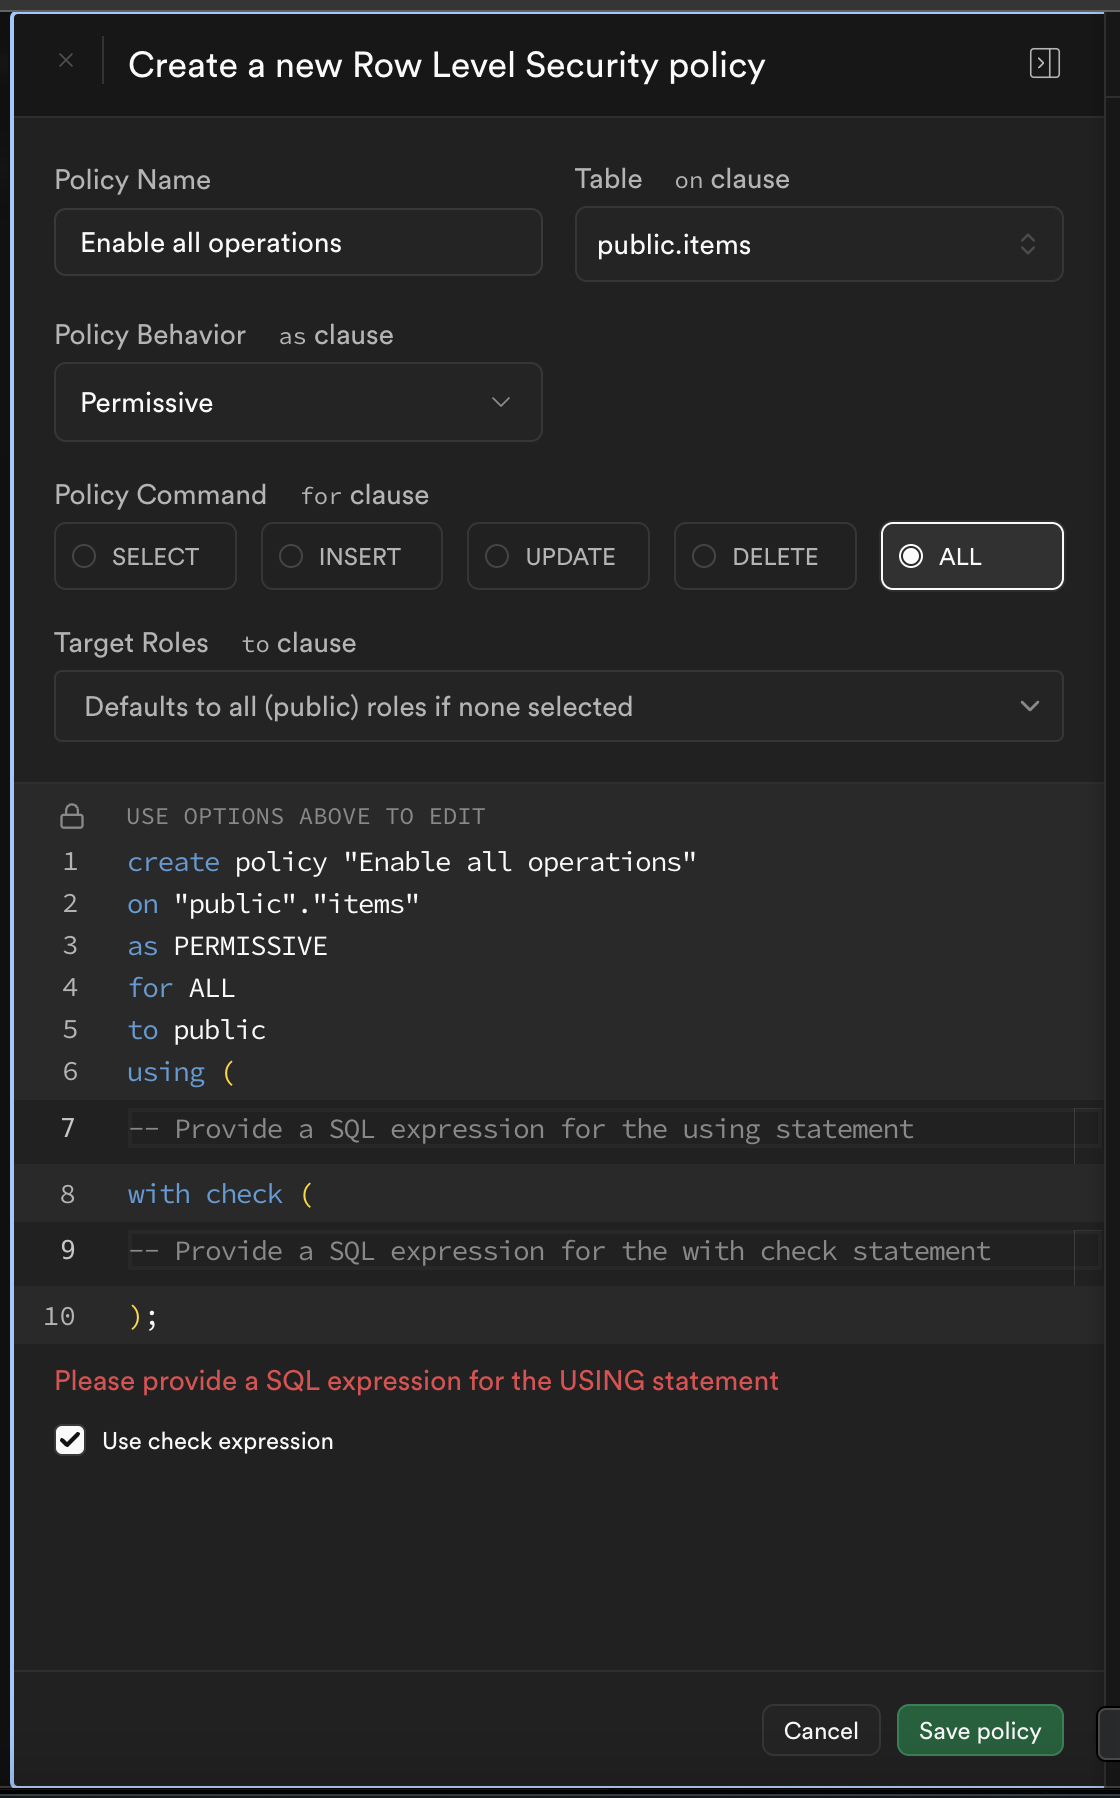 Create a new Row Level Security policy
Policy Name
Table on clause
Enable all operations
public.items
Policy Behavior as clause
Permissive
Policy Command for clause
SELECT INSERT UPDATE DELETE ALL
Target Roles to clause
Defaults to all (public) roles if none selected
USE OPTIONS ABOVE TO EDIT
1 create policy "Enable all operations"
2 on "public"."items"
3 as PERMISSIVE
4 for ALL
5 to public
6 using (
7 -- Provide a SQL expression for the using statement
8 with check (
9 -- Provide a SQL expression for the with check statement
10 );
Please provide a SQL expression for the USING statement
Use check expression
Cancel Save policy